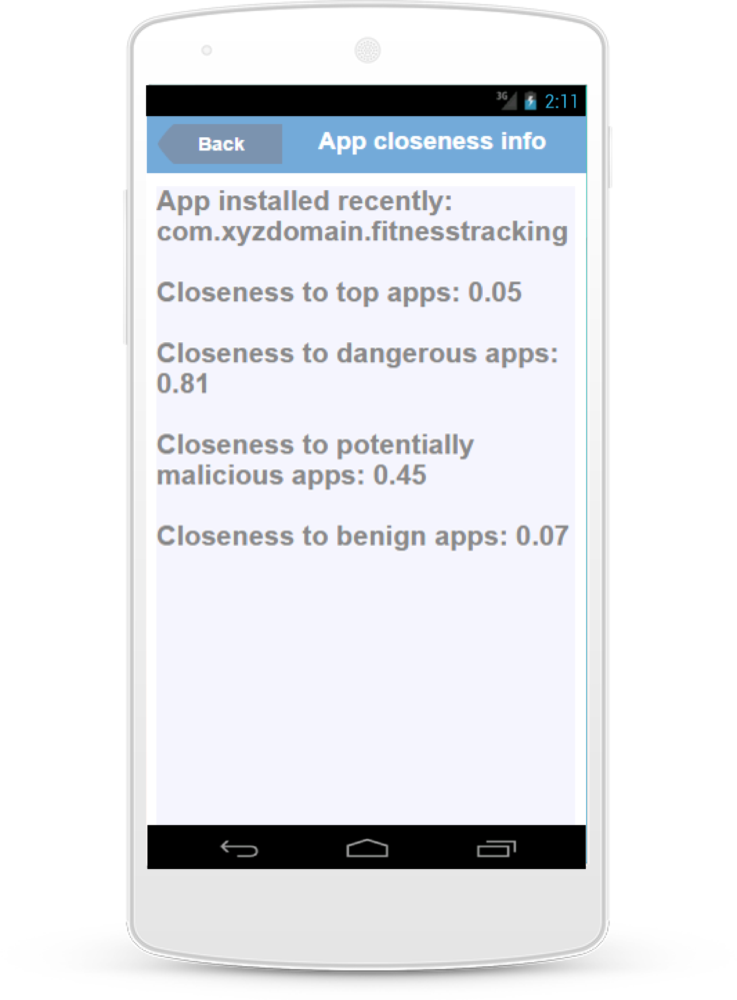 3G 2:11
Back App closeness info
App installed recently:
com.xyzdomain.fitnesstracking
Closeness to top apps: 0.05
Closeness to dangerous apps:
0.81
Closeness to potentially
malicious apps: 0.45
Closeness to benign apps: 0.07